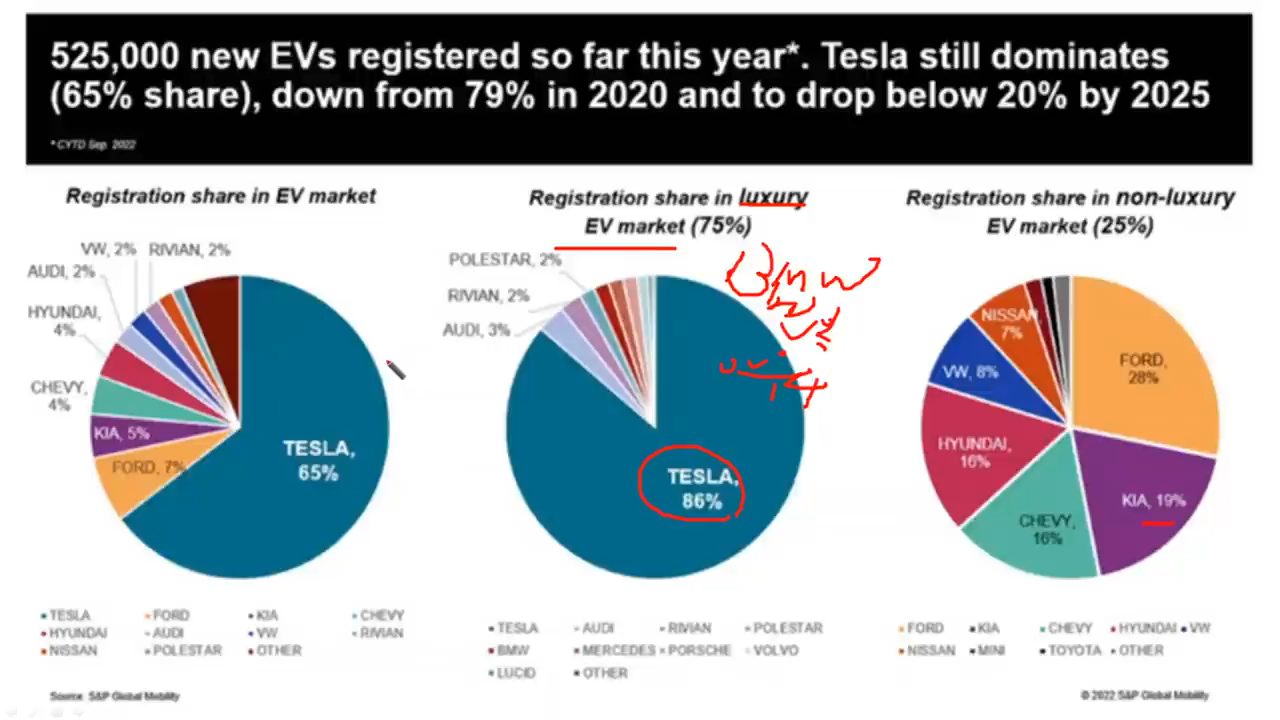 525,000 new EVs registered so far this year*. Tesla still dominates
(65% share), down from 79% in 2020 and to drop below 20% by 2025
* CYTD Sep. 2022
Registration share in EV market
VW, 2%
RIVIAN, 2%
AUDI, 2%
HYUNDAI,
4%
CHEVY,
4%
KIA, 5%
FORD, 7%
TESLA,
65%
TESLA
FORD
KIA
CHEVY
HYUNDAI
AUDI
VW
RIVIAN
NISSAN
POLESTAR
OTHER
Source: S&P Global Mobility
Registration share in luxury
EV market (75%)
POLESTAR, 2%
RIVIAN, 2%
AUDI, 3%
BMW
TESLA,
86%
TESLA
AUDI
RIVIAN
POLESTAR
BMW
MERCEDES
PORSCHE
VOLVO
LUCID
OTHER
Registration share in non-luxury
EV market (25%)
NISSAN,
7%
VW, 8%
HYUNDAI,
16%
CHEVY,
16%
FORD,
28%
KIA, 19%
FORD
KIA
CHEVY
HYUNDAI
VW
NISSAN
MINI
TOYOTA
OTHER
© 2022 S&P Global Mobility